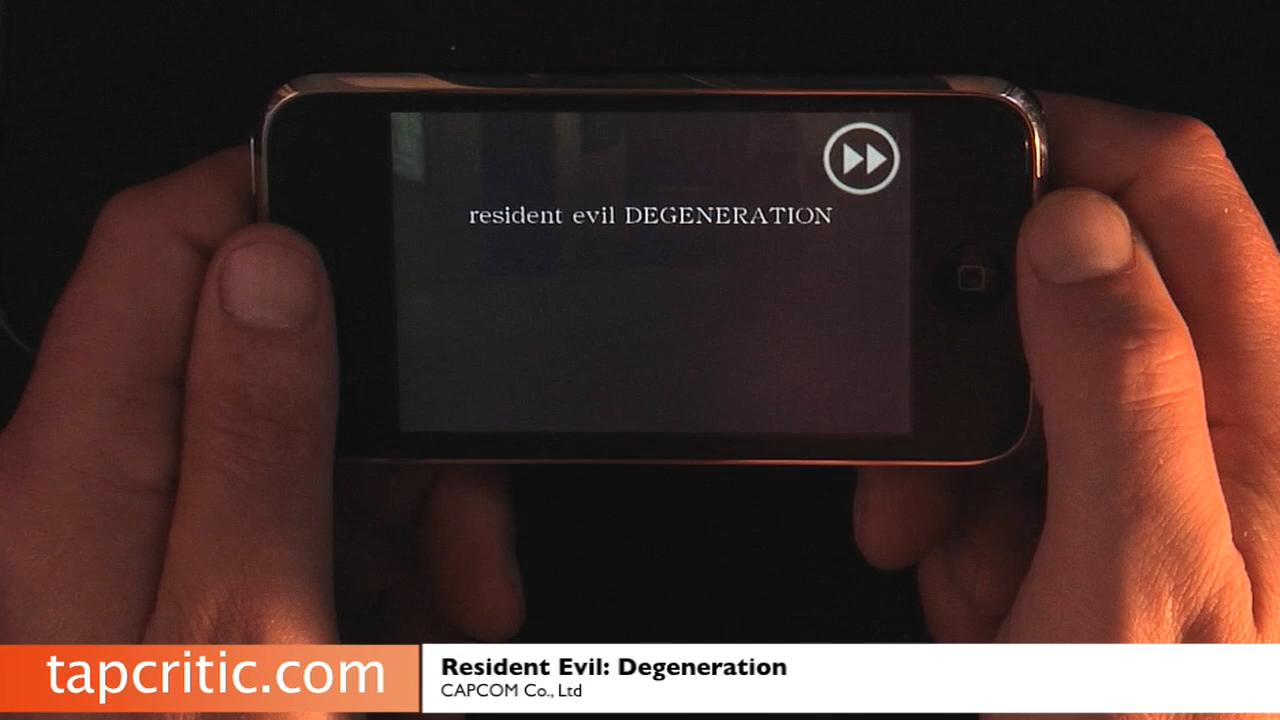 resident evil DEGENERATION
tapcritic.com
Resident Evil: Degeneration
CAPCOM Co., Ltd